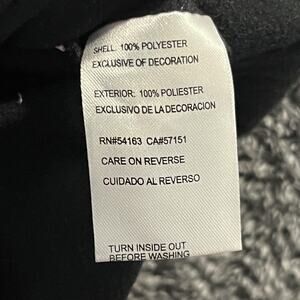 SHELL: 100% POLYESTER
EXCLUSIVE OF DECORATION
EXTERIOR: 100% POLIESTER
EXCLUSIVO DE LA DECORACION
RN#54163 CA#57151
CARE ON REVERSE
CUIDADO AL REVERSO
TURN INSIDE OUT
BEFORE WASHING